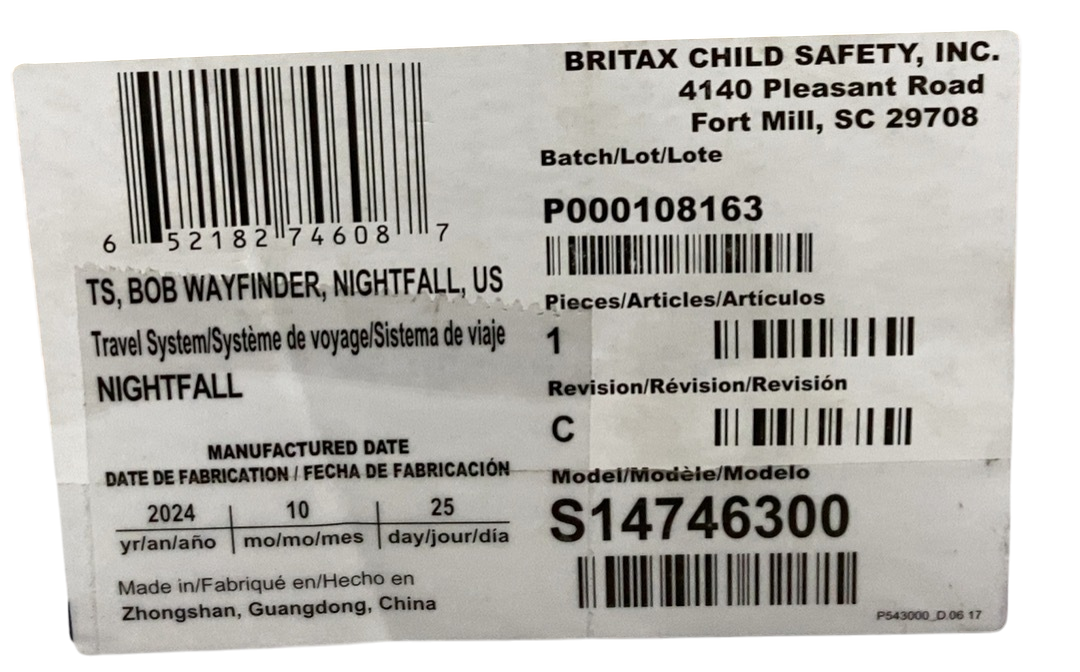 6 52182 74608 7
TS, BOB WAYFINDER, NIGHTFALL, US
Travel System/Système de voyage/Sistema de viaje
NIGHTFALL
MANUFACTURED DATE
DATE DE FABRICATION / FECHA DE FABRICACIÓN
2024 10 25
yr/an/año mo/mo/mes day/jour/día
Made in/Fabriqué en/Hecho en
Zhongshan, Guangdong, China
BRITAX CHILD SAFETY, INC.
4140 Pleasant Road
Fort Mill, SC 29708
Batch/Lot/Lote
P000108163
Pieces/Articles/Artículos
1
Revision/Révision/Revisión
C
Model/Modèle/Modelo
S14746300
P543000_D.06 17